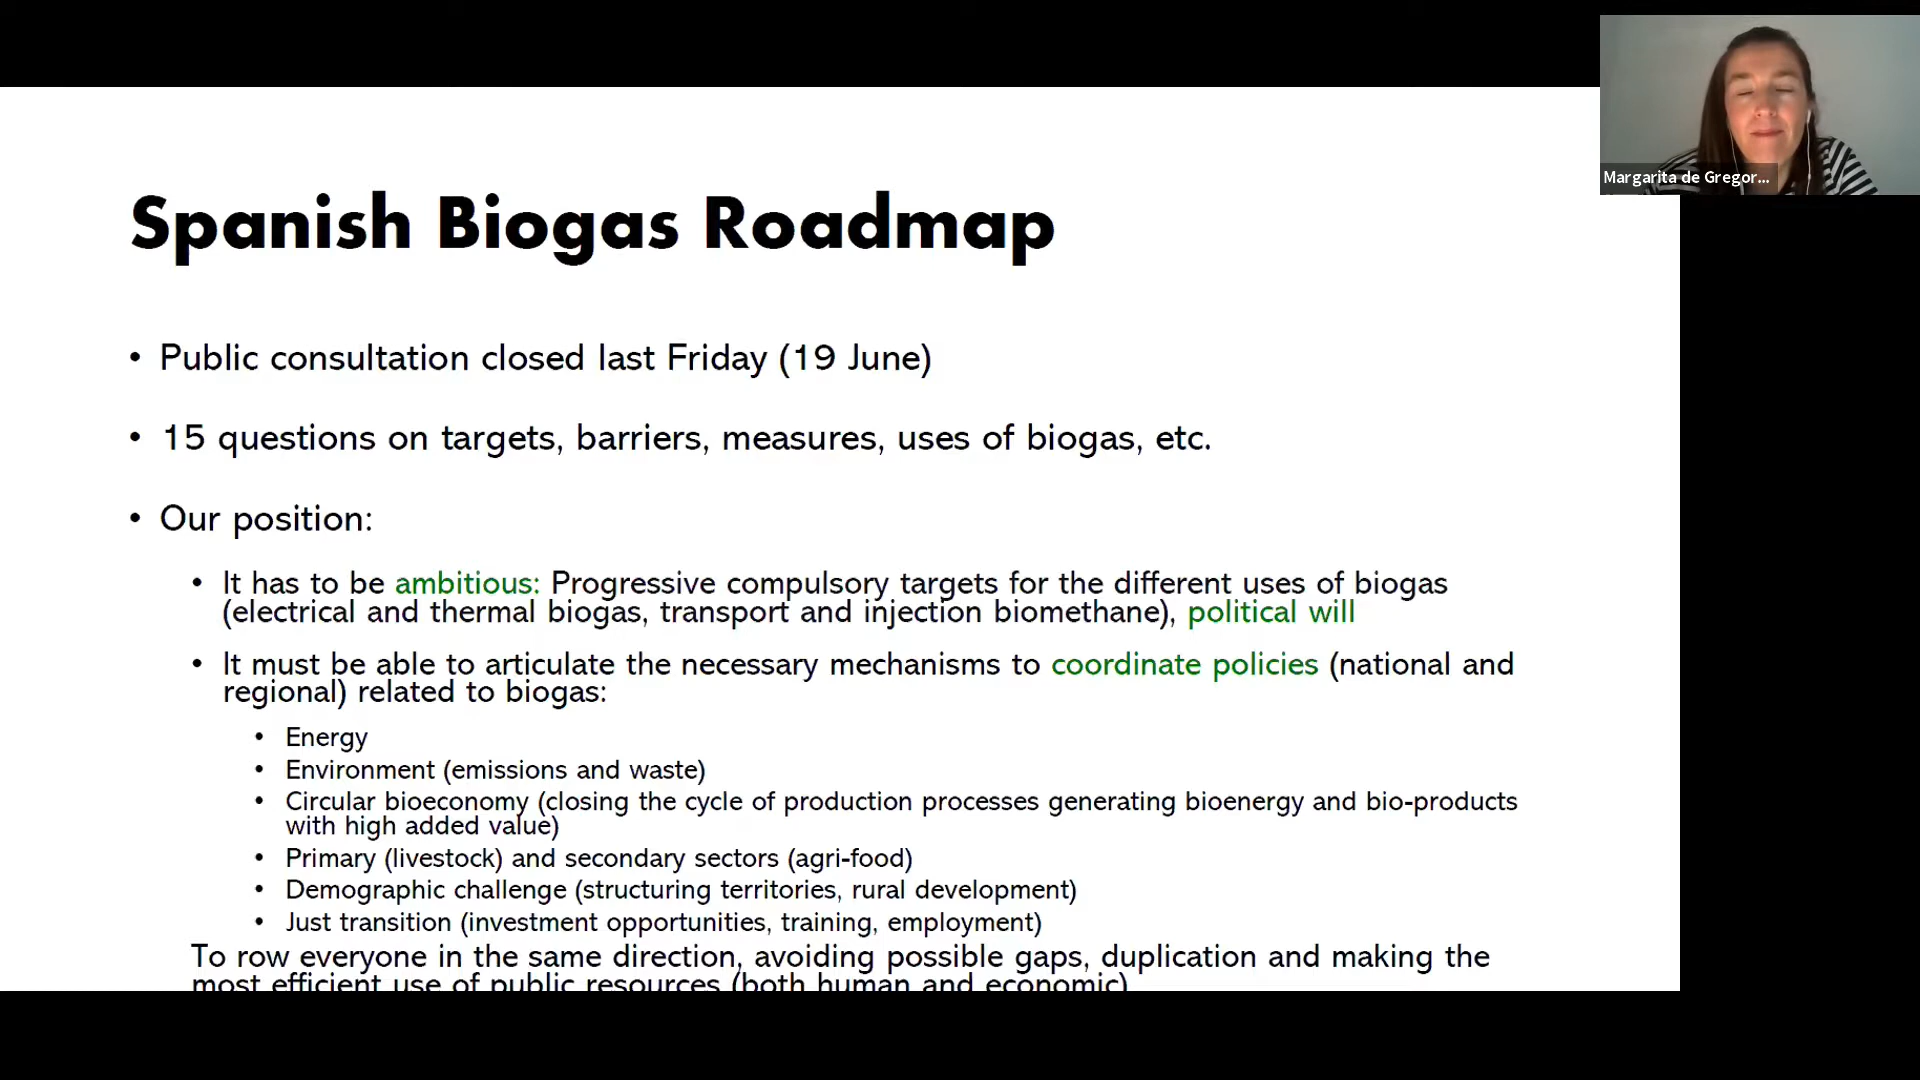 Margarita de Gregor...
Spanish Biogas Roadmap
• Public consultation closed last Friday (19 June)
• 15 questions on targets, barriers, measures, uses of biogas, etc.
• Our position:
• It has to be ambitious: Progressive compulsory targets for the different uses of biogas
(electrical and thermal biogas, transport and injection biomethane), political will
• It must be able to articulate the necessary mechanisms to coordinate policies (national and
regional) related to biogas:
• Energy
• Environment (emissions and waste)
• Circular bioeconomy (closing the cycle of production processes generating bioenergy and bio-products
with high added value)
• Primary (livestock) and secondary sectors (agri-food)
• Demographic challenge (structuring territories, rural development)
• Just transition (investment opportunities, training, employment)
To row everyone in the same direction, avoiding possible gaps, duplication and making the
most efficient use of public resources (both human and economic)